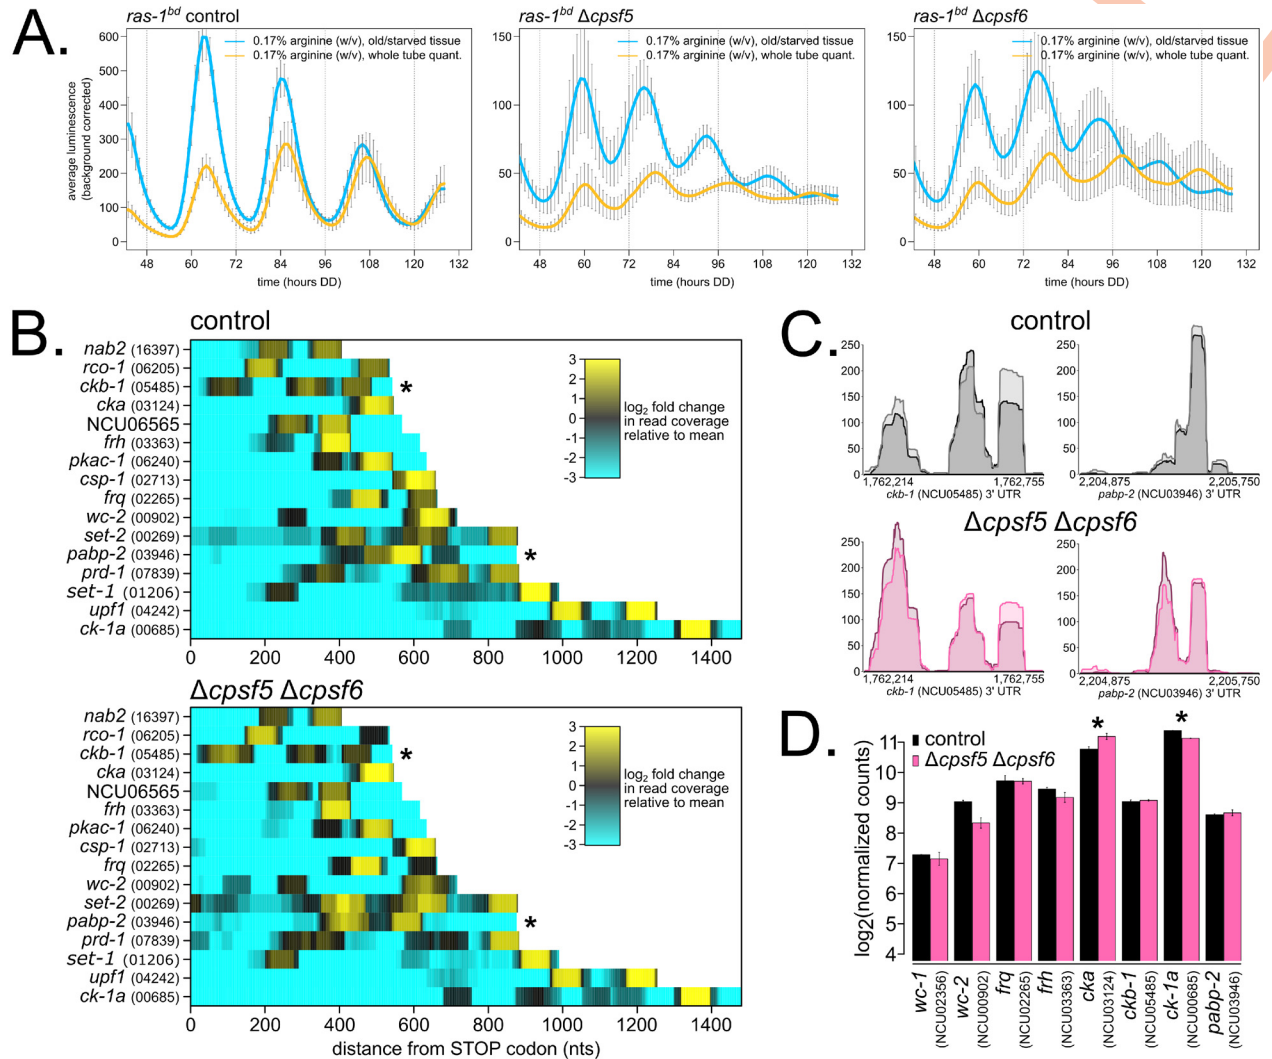 A.
ras-1bd control
600
500
400
300
200
100
0
average luminescence
(background corrected)
0.17% arginine (w/v), old/starved tissue
0.17% arginine (w/v), whole tube quant.
48 60 72 84 96 108 120 132
time (hours DD)
ras-1bd Δcpsf5
150
100
50
0
0.17% arginine (w/v), old/starved tissue
0.17% arginine (w/v), whole tube quant.
48 60 72 84 96 108 120 132
time (hours DD)
ras-1bd Δcpsf6
150
100
50
0
0.17% arginine (w/v), old/starved tissue
0.17% arginine (w/v), whole tube quant.
48 60 72 84 96 108 120 132
time (hours DD)
B.
control
nab2 (16397)
rco-1 (06205)
ckb-1 (05485) *
cka (03124)
NCU06565
frh (03363)
pkac-1 (06240)
csp-1 (02713)
frq (02265)
wc-2 (00902)
set-2 (00269)
pabp-2 (03946) *
prd-1 (07839)
set-1 (01206)
upf1 (04242)
ck-1a (00685)
3
2
1
0
-1
-2
-3
log2 fold change
in read coverage
relative to mean
0 200 400 600 800 1000 1200 1400
Δcpsf5 Δcpsf6
nab2 (16397)
rco-1 (06205)
ckb-1 (05485) *
cka (03124)
NCU06565
frh (03363)
pkac-1 (06240)
csp-1 (02713)
frq (02265)
wc-2 (00902)
set-2 (00269)
pabp-2 (03946) *
prd-1 (07839)
set-1 (01206)
upf1 (04242)
ck-1a (00685)
3
2
1
0
-1
-2
-3
log2 fold change
in read coverage
relative to mean
0 200 400 600 800 1000 1200 1400
distance from STOP codon (nts)
C.
control
250
200
150
100
50
0
1,762,214 1,762,755
ckb-1 (NCU05485) 3' UTR
250
200
150
100
50
0
2,204,875 2,205,750
pabp-2 (NCU03946) 3' UTR
Δcpsf5 Δcpsf6
250
200
150
100
50
0
1,762,214 1,762,755
ckb-1 (NCU05485) 3' UTR
250
200
150
100
50
0
2,204,875 2,205,750
pabp-2 (NCU03946) 3' UTR
D.
control
Δcpsf5 Δcpsf6
* *
log2(normalized counts)
11
10
9
8
7
6
5
4
wc-1
(NCU02356)
wc-2
(NCU00902)
frq
(NCU02265)
frh
(NCU03363)
cka
(NCU03124)
ckb-1
(NCU05485)
ck-1a
(NCU00685)
pabp-2
(NCU03946)